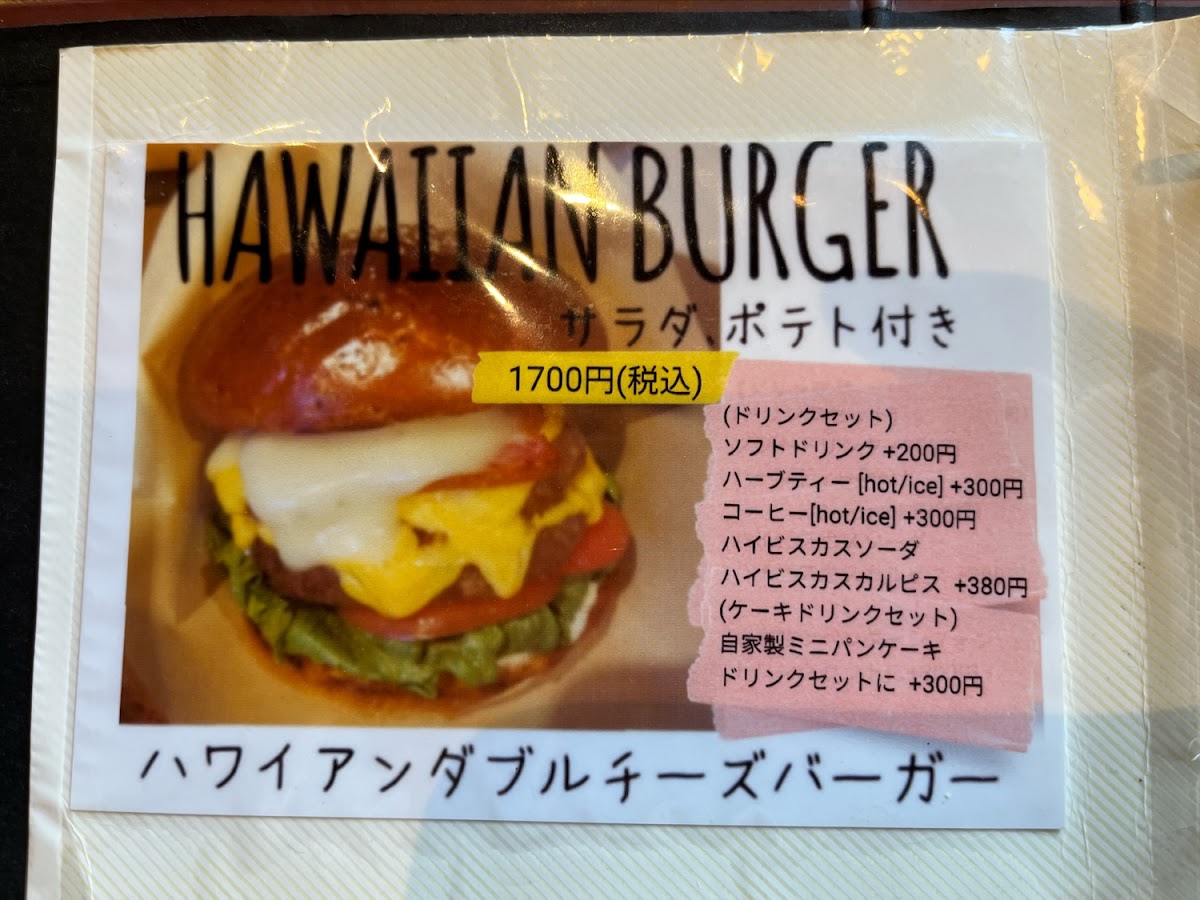 HAWAIIAN BURGER
サラダ、ポテト付き
1700円(税込)
(ドリンクセット)
ソフトドリンク +200円
ハーブティー [hot/ice] +300円
コーヒー[hot/ice] +300円
ハイビスカスソーダ
ハイビスカスカルピス +380円
(ケーキドリンクセット)
自家製ミニパンケーキ
ドリンクセットに +300円
ハワイアンダブルチーズバーガー